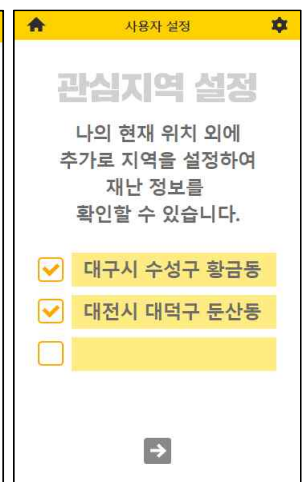 사용자 설정
관심지역 설정
나의 현재 위치 외에
추가로 지역을 설정하여
재난 정보를
확인할 수 있습니다.
대구시 수성구 황금동
대전시 대덕구 둔산동